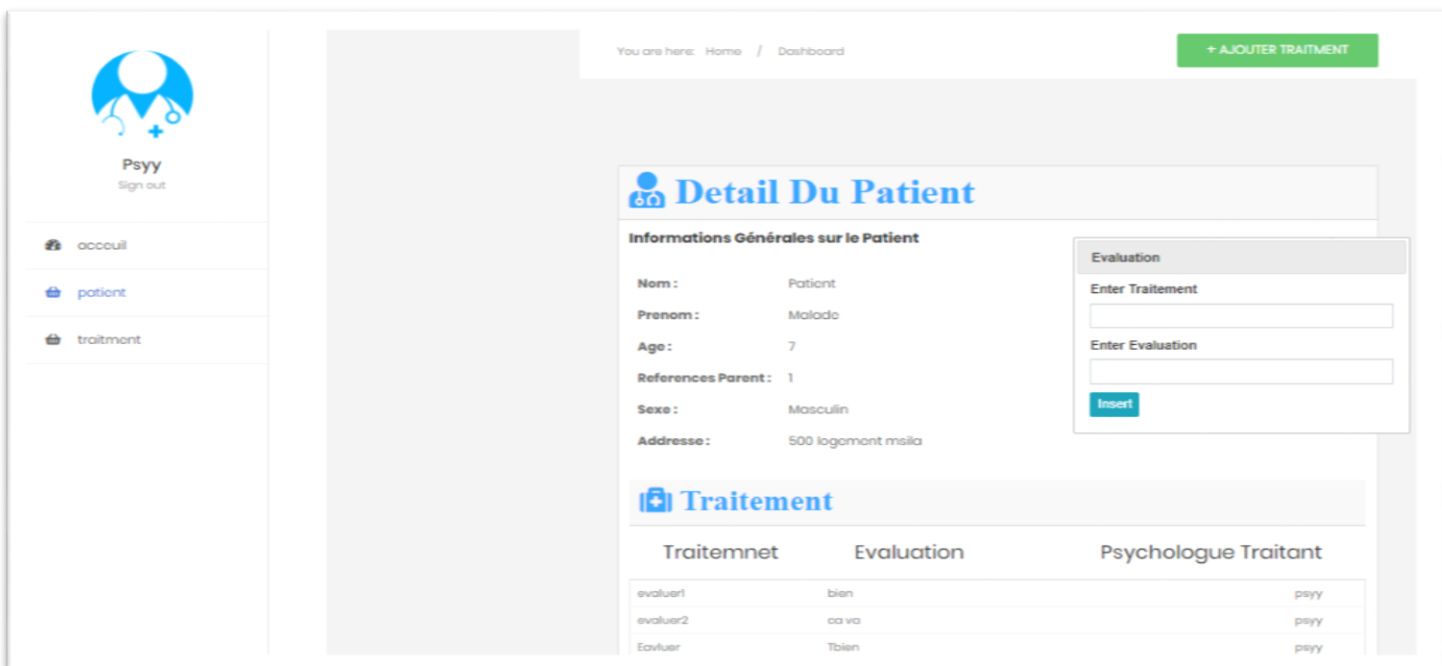 You are here: Home / Dashboard
+ AJOUTER TRAITMENT
Psyy
Sign out
acceuil
patient
traitment
Detail Du Patient
Informations Générales sur le Patient
Nom : Patient
Prenom : Malade
Age : 7
References Parent : 1
Sexe : Masculin
Addresse : 500 logement msila
Evaluation
Enter Traitement
Enter Evaluation
Insert
Traitement
Traitemnet Evaluation Psychologue Traitant
evaluer1 bien psyy
evaluer2 ca va psyy
Eavluer Tbien psyy